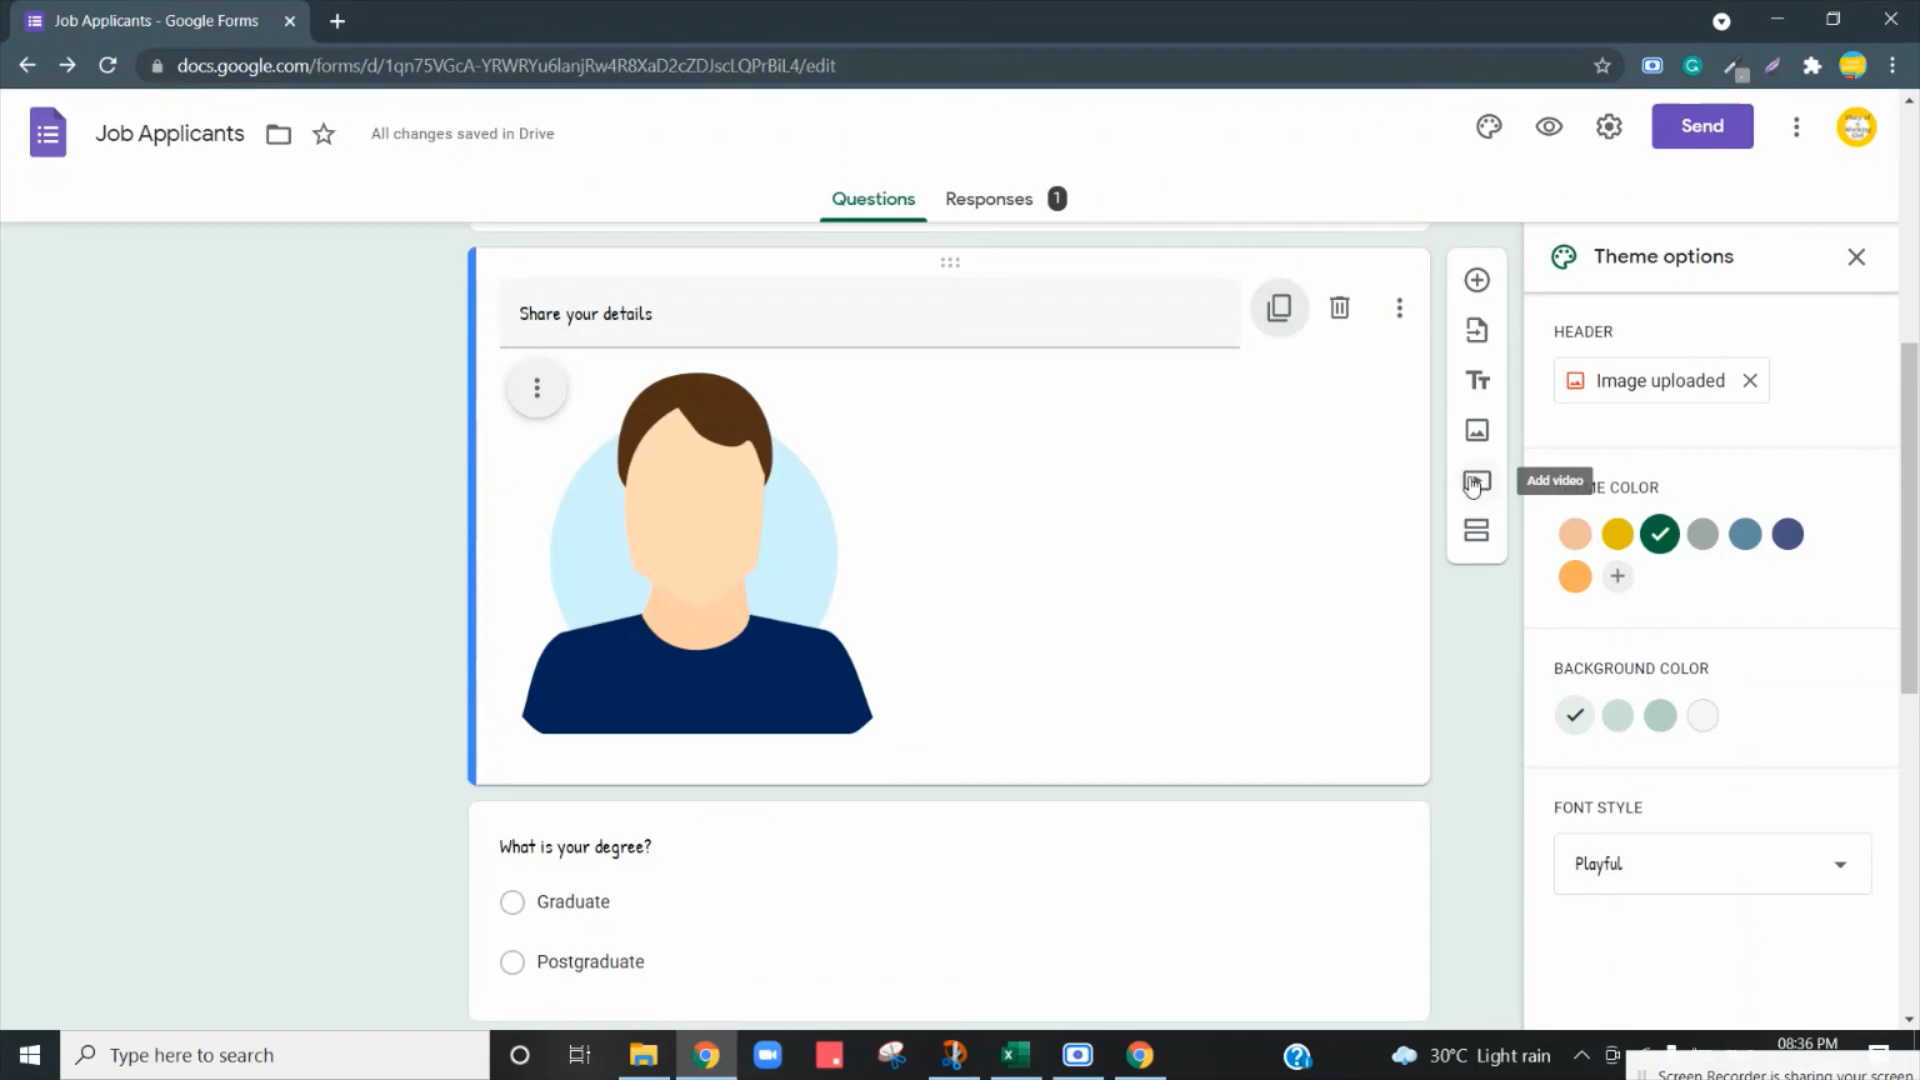 Job Applicants - Google Forms
docs.google.com/forms/d/1qn75VGcA-YRWRYu6lanjRw4R8XaD2cZDJscLQPrBiL4/edit
Job Applicants
All changes saved in Drive
Send
Questions
Responses
1
Theme options
Share your details
HEADER
Image uploaded
Tt
Add video
COLOR
BACKGROUND COLOR
FONT STYLE
Playful
What is your degree?
Graduate
Postgraduate
Type here to search
30°C Light rain
08:36 PM
Screen Recorder is sharing your screen